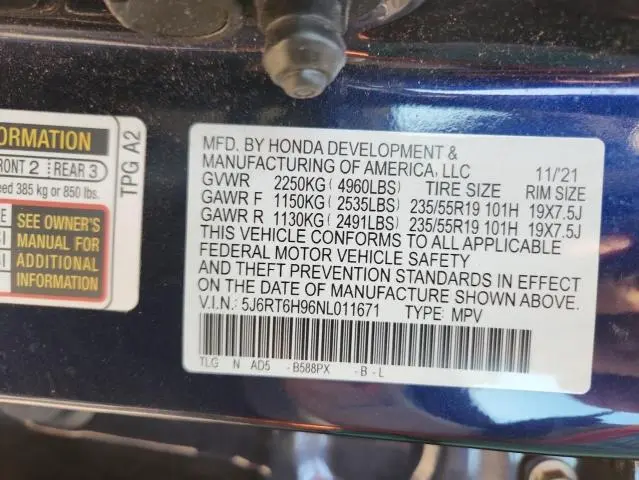 ORMATION
FRONT 2 REAR 3
eed 385 kg or 850 lbs.
SEE OWNER'S
MANUAL FOR
ADDITIONAL
INFORMATION
TPG A2
MFD. BY HONDA DEVELOPMENT &
MANUFACTURING OF AMERICA, LLC 11/21
GVWR 2250KG ( 4960LBS) TIRE SIZE RIM SIZE
GAWR F 1150KG ( 2535LBS) 235/55R19 101H 19X7.5J
GAWR R 1130KG ( 2491LBS) 235/55R19 101H 19X7.5J
THIS VEHICLE CONFORMS TO ALL APPLICABLE
FEDERAL MOTOR VEHICLE SAFETY
AND THEFT PREVENTION STANDARDS IN EFFECT
ON THE DATE OF MANUFACTURE SHOWN ABOVE.
V.I.N.: 5J6RT6H96NL011671 TYPE: MPV
TLG N AD5 - B588PX - B - L